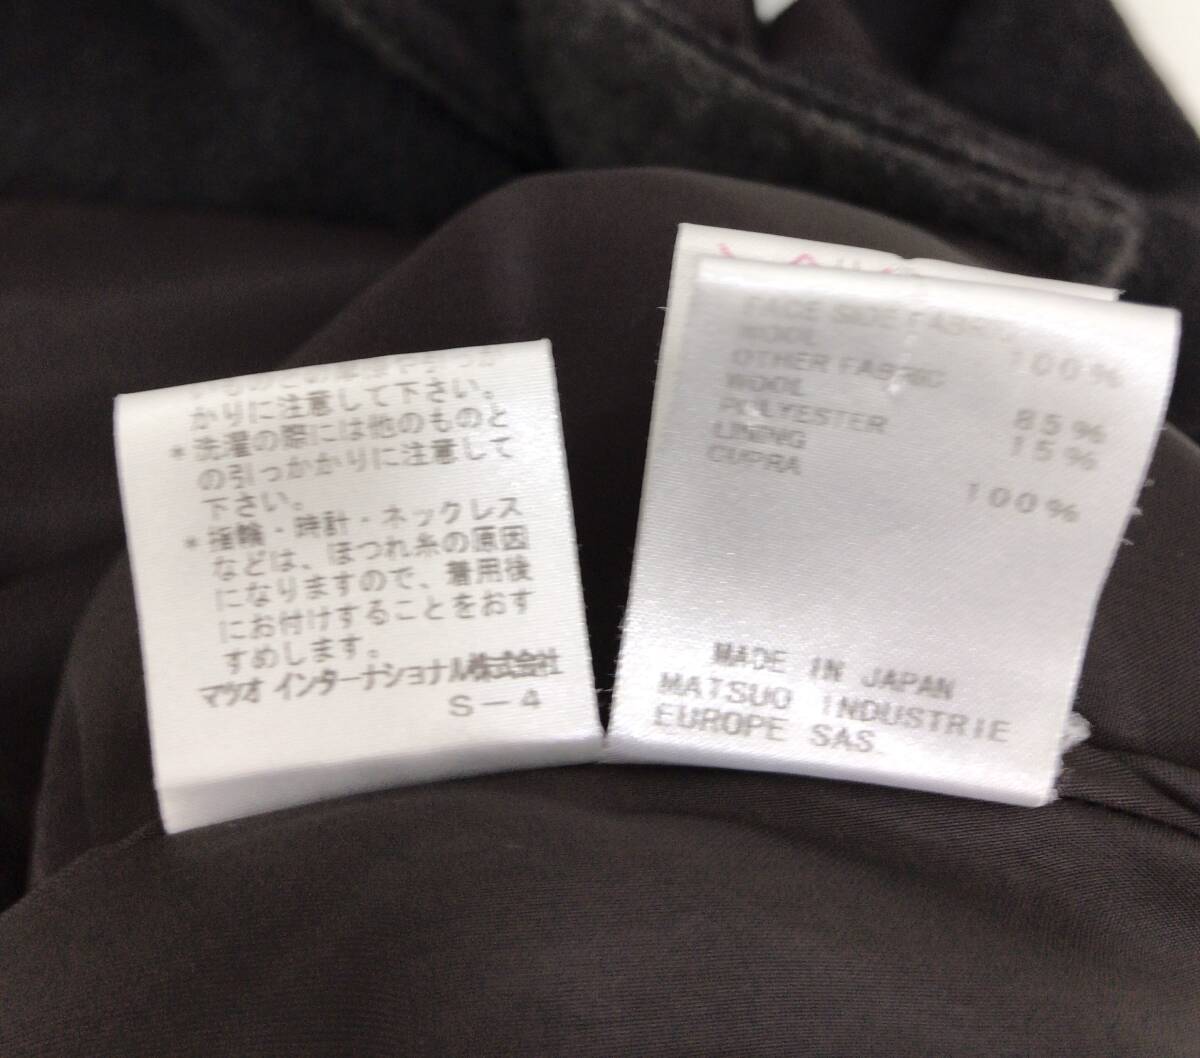 かりに注意して下さい。
*洗濯の際には他のものと
の引っかかりに注意して
下さい。
*指輪・時計・ネックレス
などは、ほつれ糸の原因
になりますので、着用後
にお付けすることをおす
すめします。
マツオ インターナショナル株式会社
S-4
FACE SIDE FABRIC
WOOL 100%
OTHER FABRIC
WOOL 85%
POLYESTER 15%
LINING
CUPRA 100%
MADE IN JAPAN
MATSUO INDUSTRIE
EUROPE SAS.